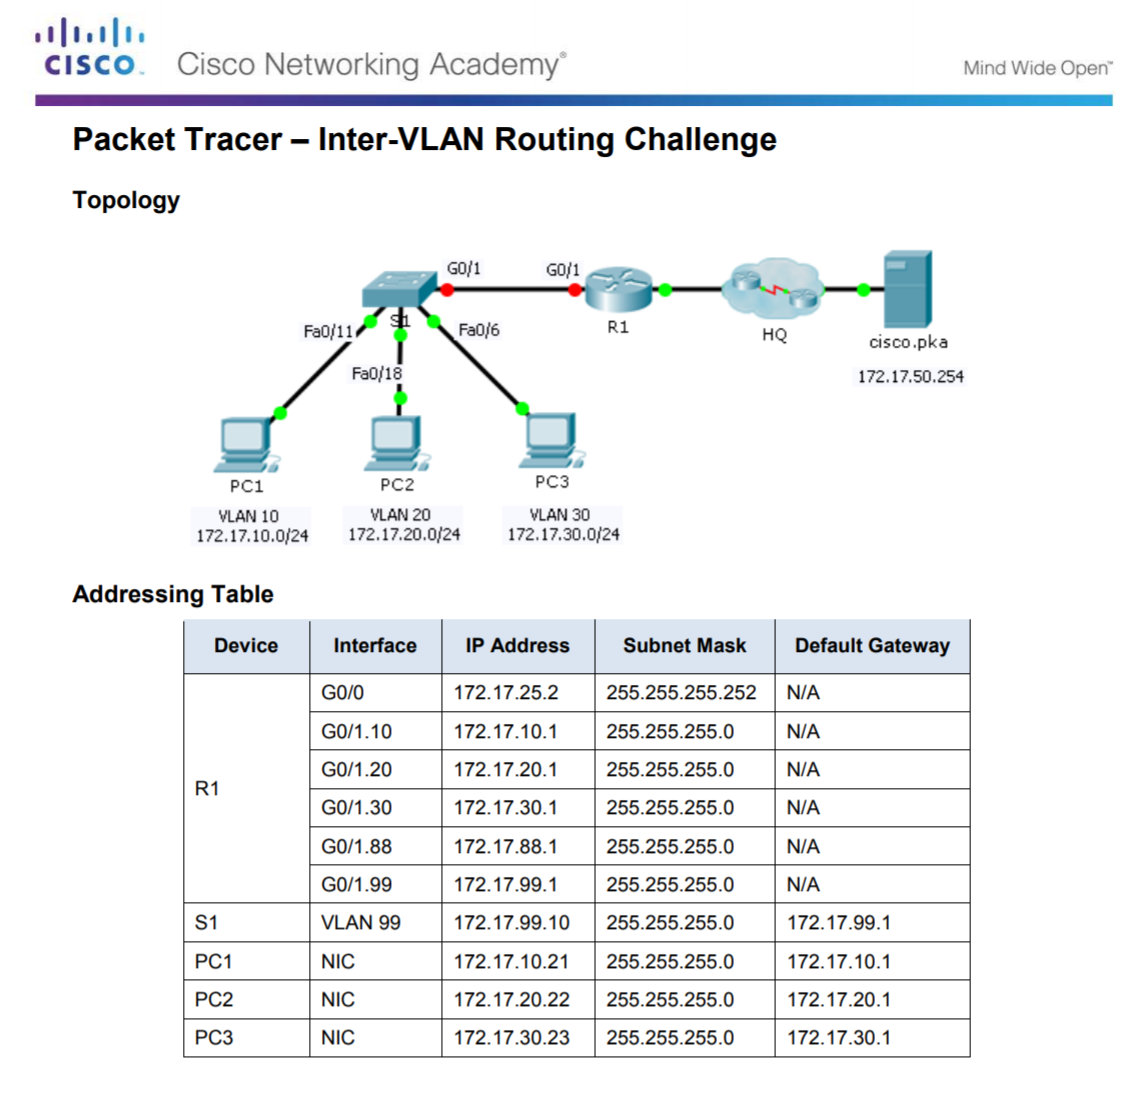 CISCO.
Cisco Networking Academy®
Mind Wide Open™
Packet Tracer – Inter-VLAN Routing Challenge
Topology
G0/1
G0/1
S1
R1
HQ
cisco.pka
172.17.50.254
Fa0/11
Fa0/6
Fa0/18
PC1
PC2
PC3
VLAN 10
172.17.10.0/24
VLAN 20
172.17.20.0/24
VLAN 30
172.17.30.0/24
Addressing Table
Device Interface IP Address Subnet Mask Default Gateway
R1
G0/0 172.17.25.2 255.255.255.252 N/A
G0/1.10 172.17.10.1 255.255.255.0 N/A
G0/1.20 172.17.20.1 255.255.255.0 N/A
G0/1.30 172.17.30.1 255.255.255.0 N/A
G0/1.88 172.17.88.1 255.255.255.0 N/A
G0/1.99 172.17.99.1 255.255.255.0 N/A
S1 VLAN 99 172.17.99.10 255.255.255.0 172.17.99.1
PC1 NIC 172.17.10.21 255.255.255.0 172.17.10.1
PC2 NIC 172.17.20.22 255.255.255.0 172.17.20.1
PC3 NIC 172.17.30.23 255.255.255.0 172.17.30.1